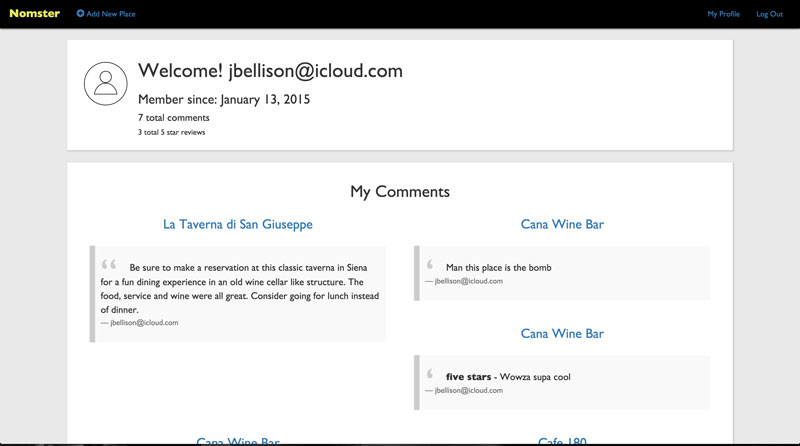 Nomster
Add New Place
My Profile
Log Out
Welcome! jbellison@icloud.com
Member since: January 13, 2015
7 total comments
3 total 5 star reviews
My Comments
La Taverna di San Giuseppe
“ Be sure to make a reservation at this classic taverna in Siena
for a fun dining experience in an old wine cellar like structure. The
food, service and wine were all great. Consider going for lunch instead
of dinner.
— jbellison@icloud.com
Cana Wine Bar
‘ Man this place is the bomb
— jbellison@icloud.com
Cana Wine Bar
‘ five stars - Wowza supa cool
— jbellison@icloud.com
Cana Wine Bar
Cafe 180